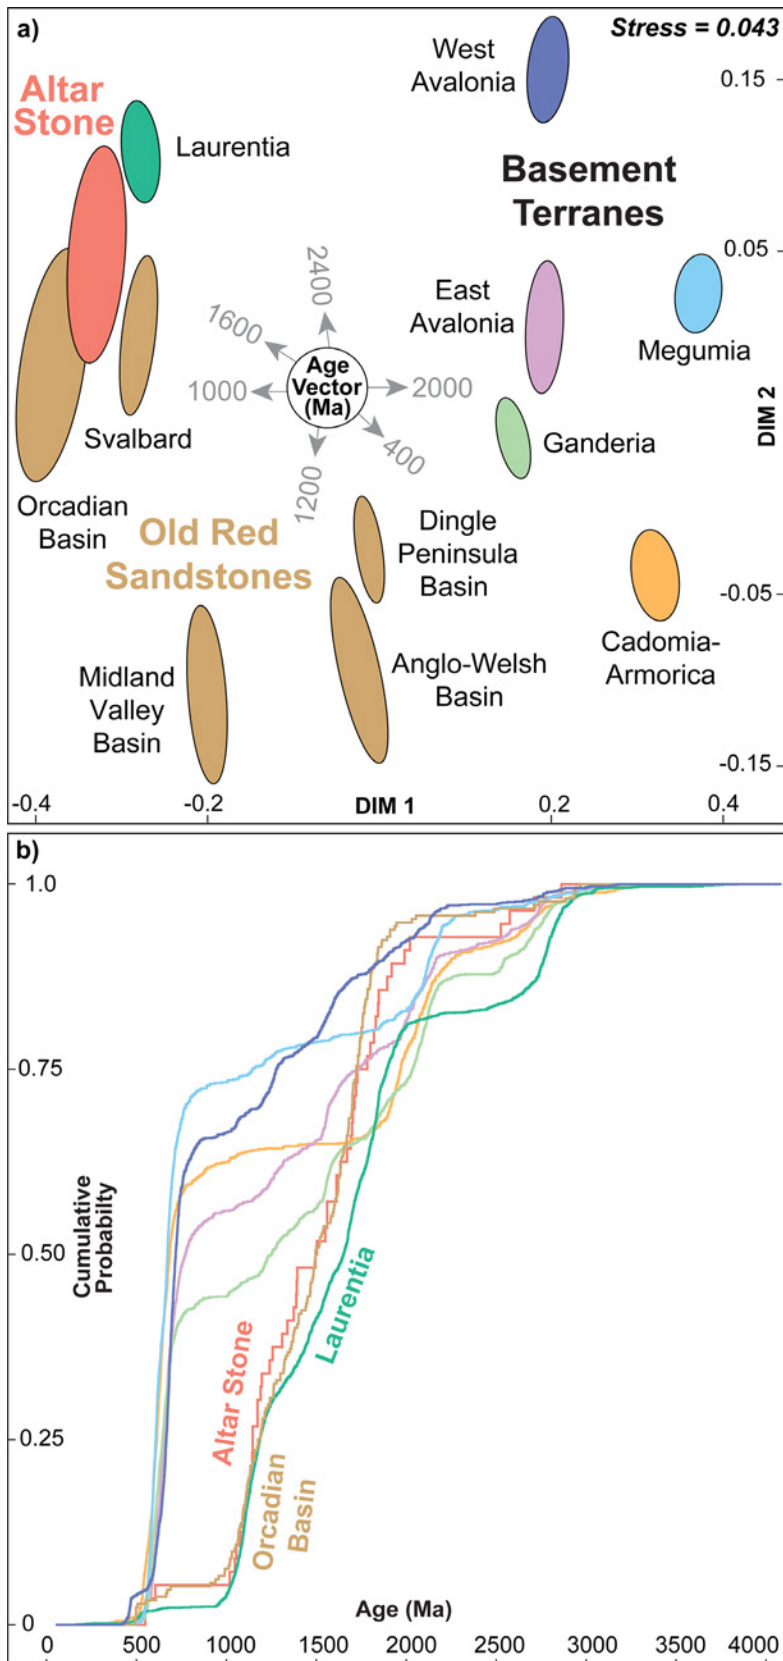 a)
Stress = 0.043
West
Avalonia
0.15
Altar
Stone
Laurentia
Basement
Terranes
0.05
2400
1600
East
Avalonia
Age
Vector
(Ma)
1000
2000
Megumia
DIM 2
Svalbard
400
Ganderia
1200
Orcadian
Basin
Old Red
Sandstones
Dingle
Peninsula
Basin
-0.05
Cadomia-
Armorica
Midland
Valley
Basin
Anglo-Welsh
Basin
-0.15
-0.4
-0.2
DIM 1
0.2
0.4
b)
1.0
0.75
Cumulative
Probabilty
0.50
Laurentia
Altar Stone
0.25
Orcadian
Basin
Age (Ma)
0
0 500 1000 1500 2000 2500 3000 3500 4000